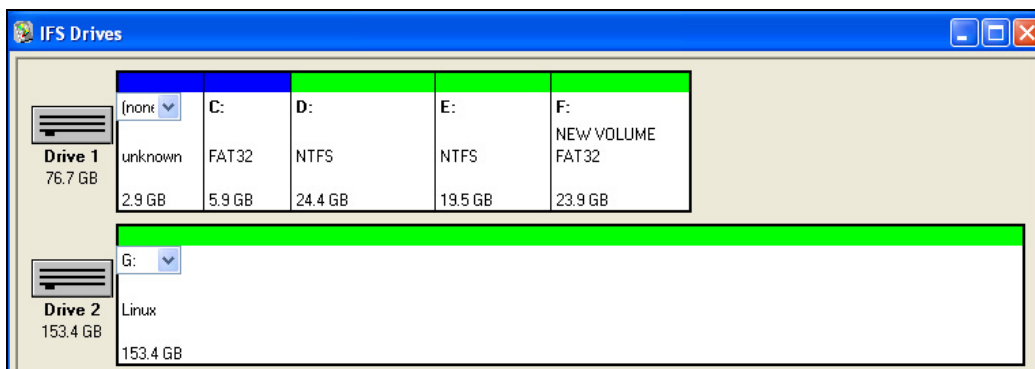 IFS Drives
(none
C:
D:
E:
F:
NEW VOLUME
Drive 1
unknown
FAT32
NTFS
NTFS
FAT32
76.7 GB
2.9 GB
5.9 GB
24.4 GB
19.5 GB
23.9 GB
G:
Drive 2
Linux
153.4 GB
153.4 GB